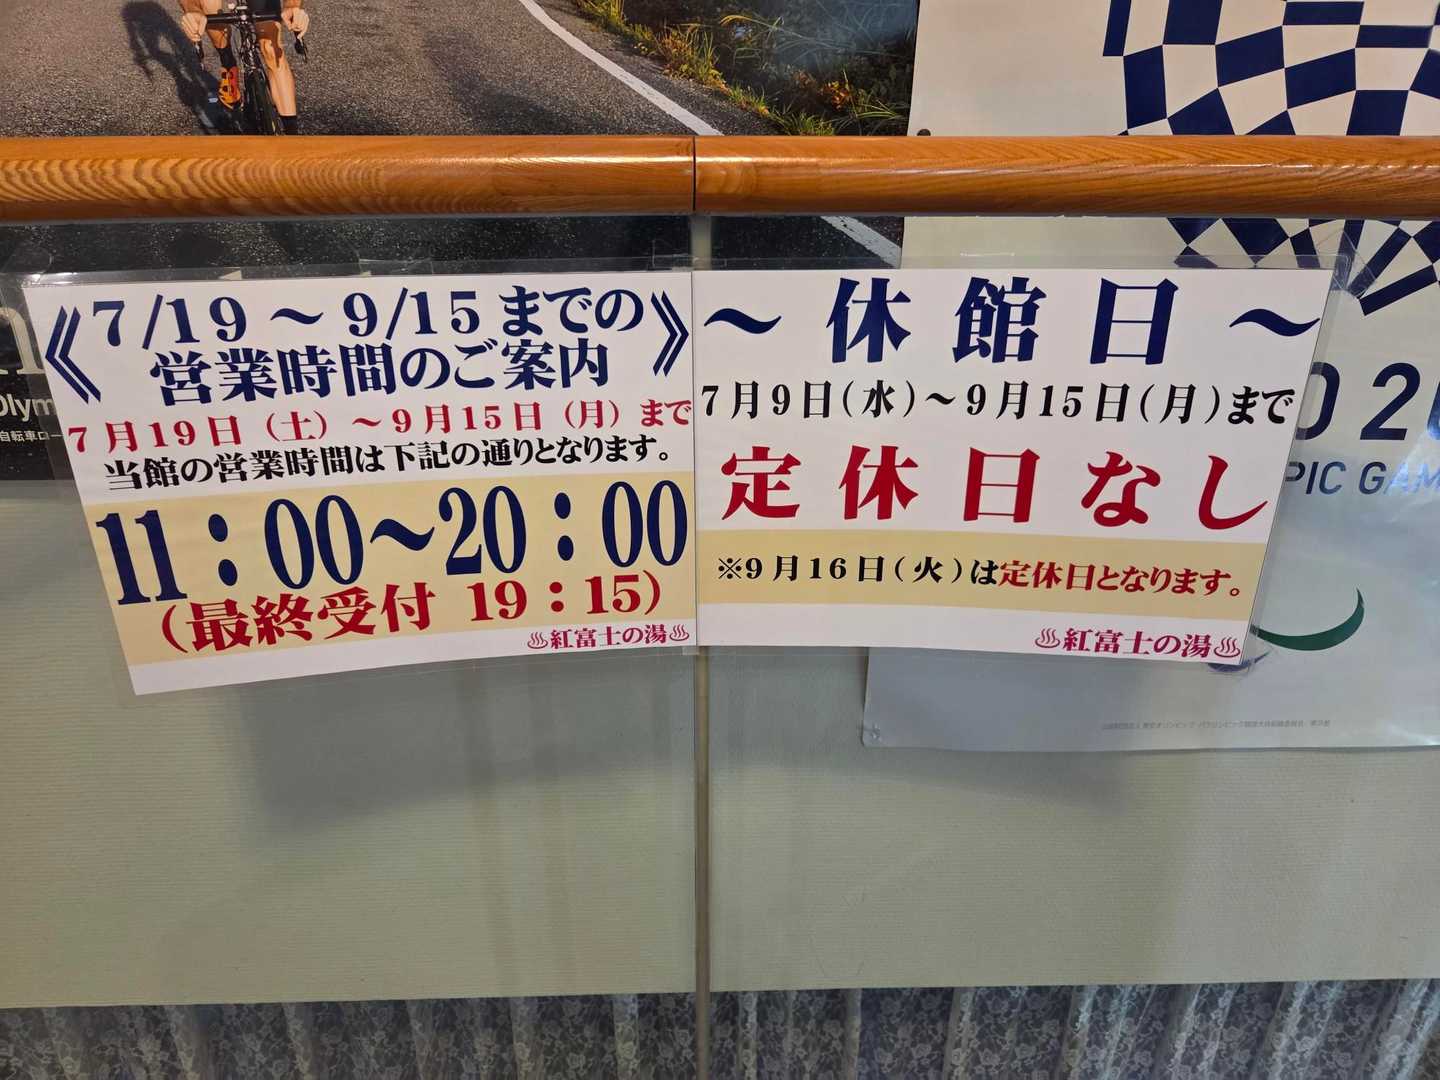 《7/19～9/15までの
営業時間のご案内》
7月19日（土）～9月15日（月）まで
当館の営業時間は下記の通りとなります。
11：00～20：00
（最終受付 19：15）
♨紅富士の湯♨
～休館日～
7月9日（水）～9月15日（月）まで
定休日なし
※9月16日（火）は定休日となります。
♨紅富士の湯♨
Olym
自転車ロー
02
PIC GAM